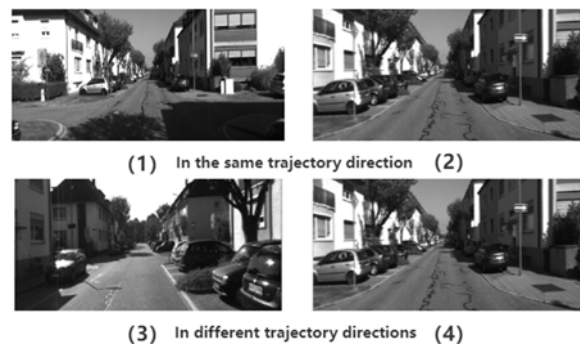 (1) In the same trajectory direction (2)
(3) In different trajectory directions (4)